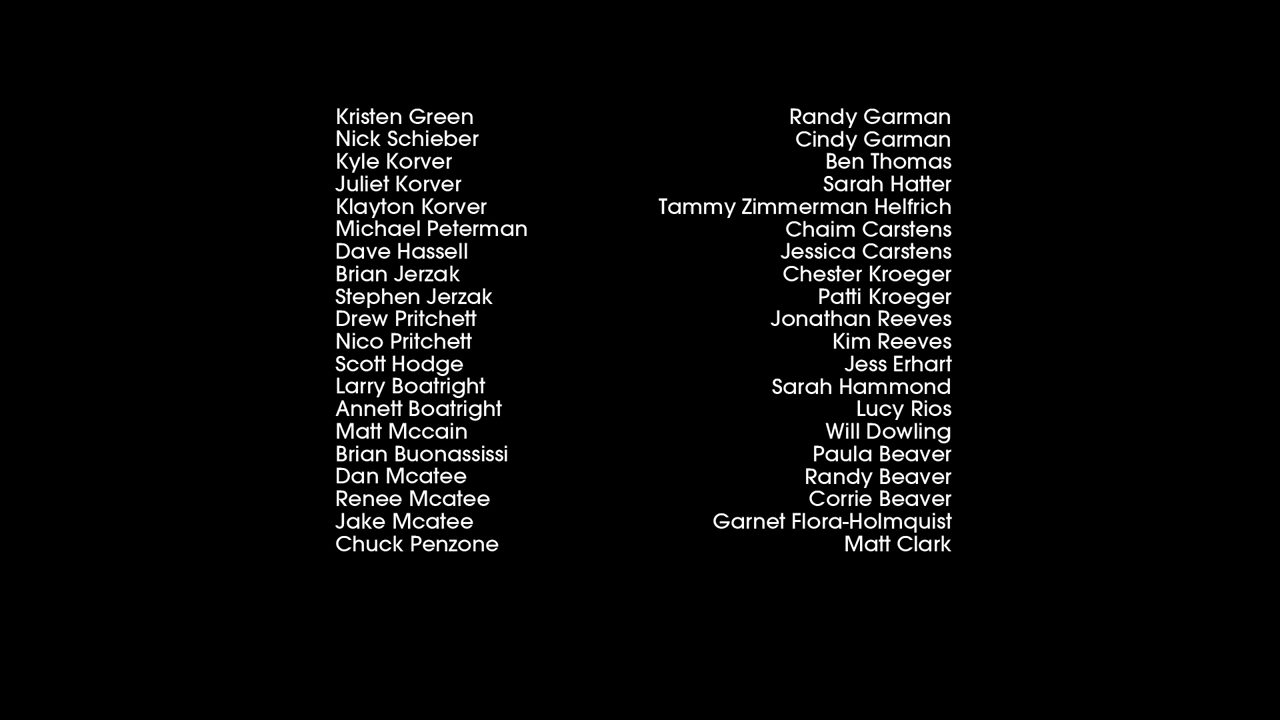 Kristen Green
Nick Schieber
Kyle Korver
Juliet Korver
Klayton Korver
Michael Peterman
Dave Hassell
Brian Jerzak
Stephen Jerzak
Drew Pritchett
Nico Pritchett
Scott Hodge
Larry Boatright
Annett Boatright
Matt Mccain
Brian Buonassissi
Dan Mcatee
Renee Mcatee
Jake Mcatee
Chuck Penzone
Randy Garman
Cindy Garman
Ben Thomas
Sarah Hatter
Tammy Zimmerman Helfrich
Chaim Carstens
Jessica Carstens
Chester Kroeger
Patti Kroeger
Jonathan Reeves
Kim Reeves
Jess Erhart
Sarah Hammond
Lucy Rios
Will Dowling
Paula Beaver
Randy Beaver
Corrie Beaver
Garnet Flora-Holmquist
Matt Clark